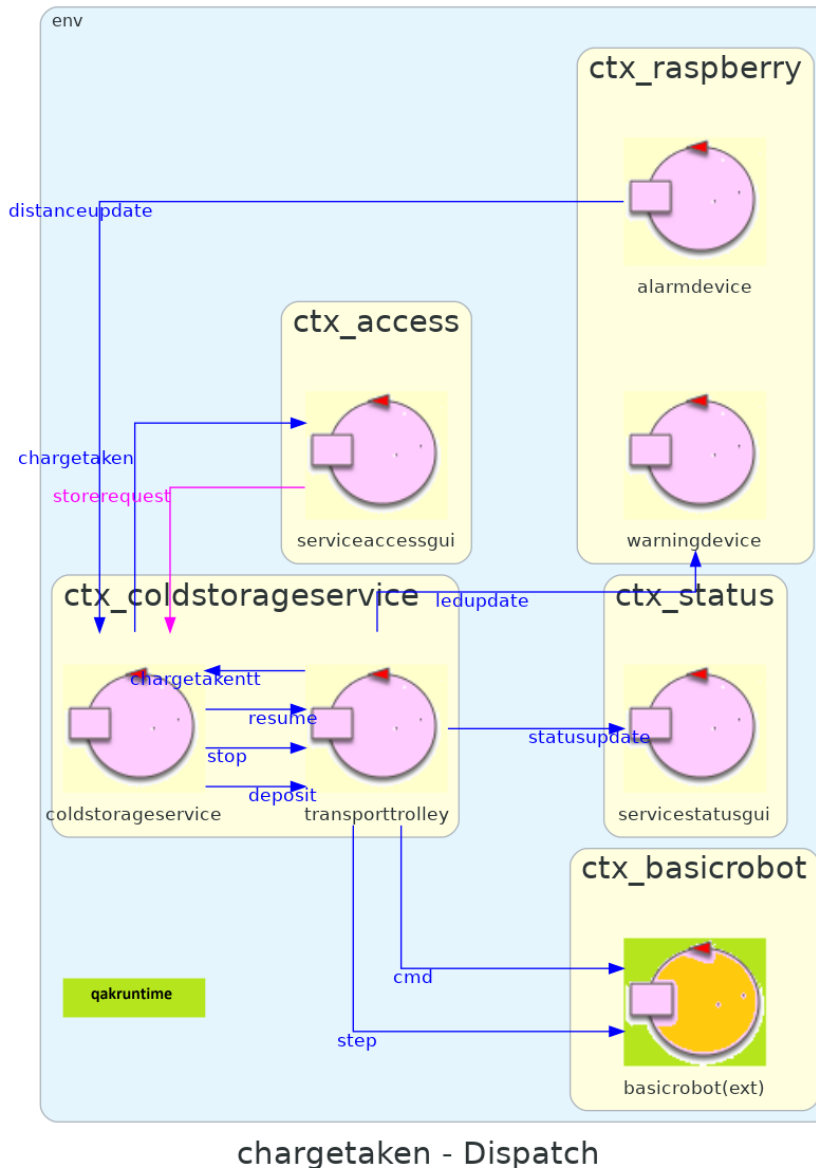 env
ctx_raspberry
distanceupdate
alarmdevice
ctx_access
chargetaken
storerequest
serviceaccessgui
warningdevice
ctx_coldstorageservice
ledupdate
ctx_status
chargetakentt
resume
stop
deposit
statusupdate
coldstorageservice
transporttrolley
servicestatusgui
ctx_basicrobot
cmd
qakruntime
step
basicrobot(ext)
chargetaken - Dispatch